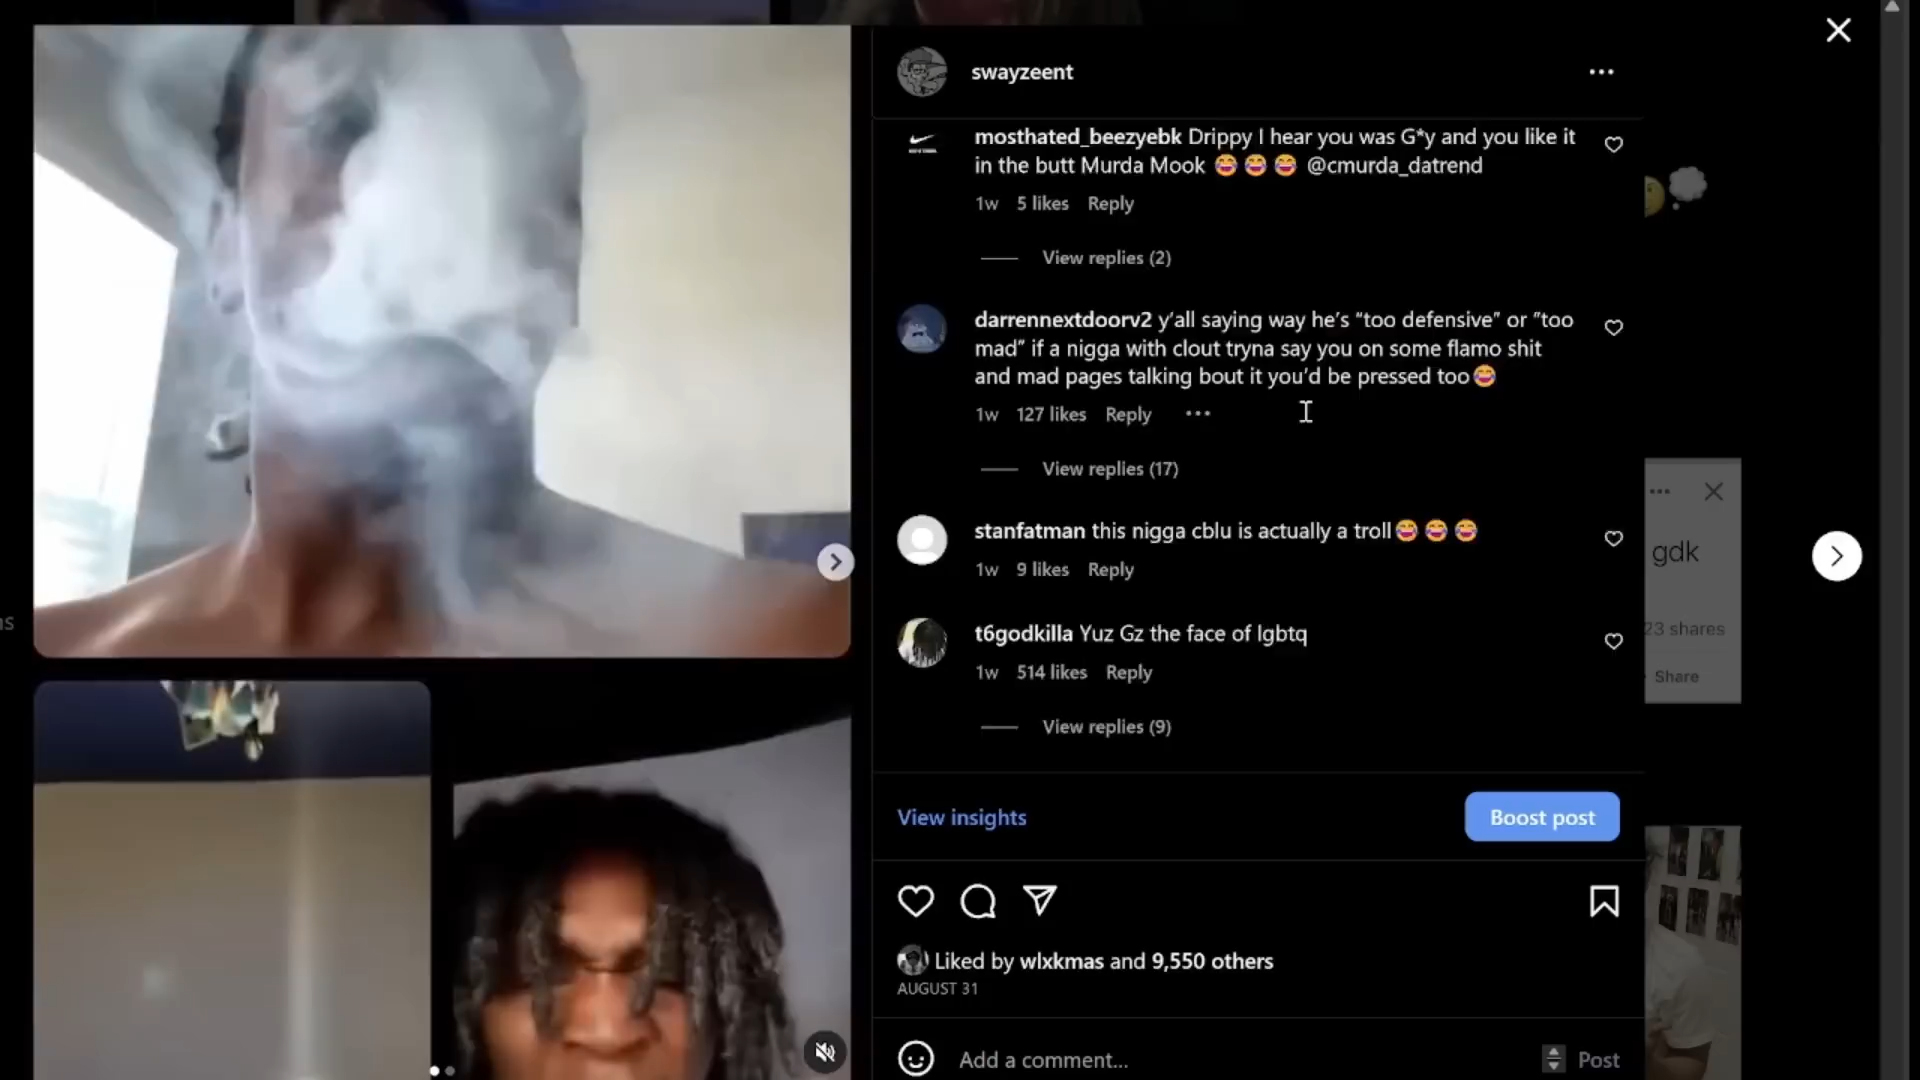 swayzeent
mosthated_beezyebk Drippy I hear you was G*y and you like it
in the butt Murda Mook 😂 😂 😂 @cmurda_datrend
1w 5 likes Reply
View replies (2)
darrennextdoorv2 y'all saying way he's “too defensive” or “too
mad” if a nigga with clout tryna say you on some flamo shit
and mad pages talking bout it you'd be pressed too😂
1w 127 likes Reply
View replies (17)
stanfatman this nigga cblu is actually a troll😂 😂 😂
1w 9 likes Reply
t6godkilla Yuz Gz the face of lgbtq
1w 514 likes Reply
View replies (9)
View insights
Boost post
Liked by wlxkmas and 9,550 others
AUGUST 31
Add a comment...
Post
gdk
23 shares
Share